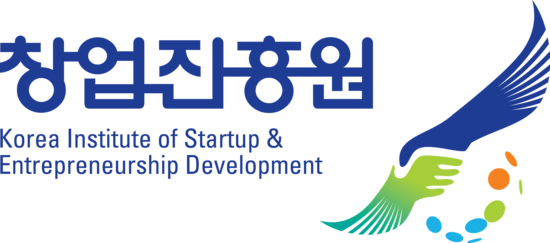 창업진흥원
Korea Institute of Startup &
Entrepreneurship Development